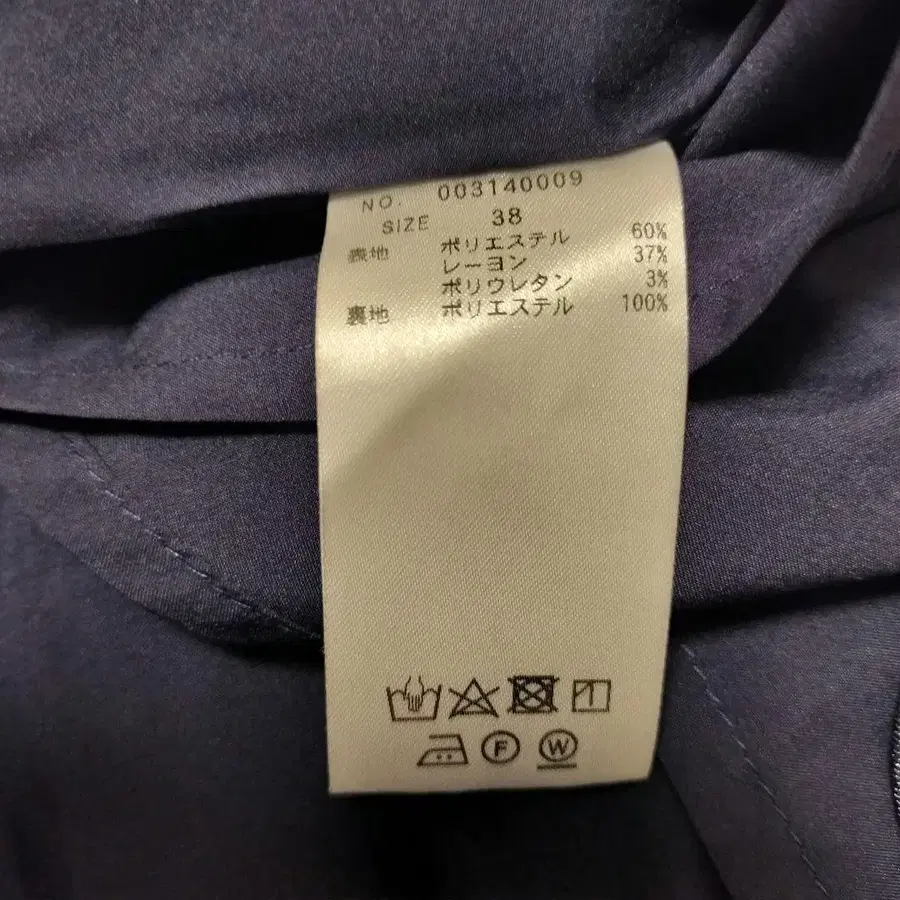 NO. 003140009
SIZE 38
表地 ポリエステル 60%
レーヨン 37%
ポリウレタン 3%
裏地 ポリエステル 100%
F W